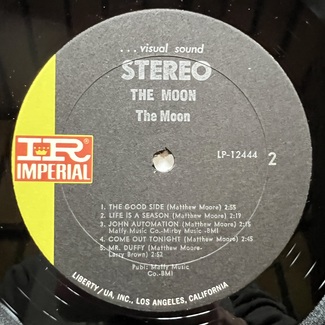 ...visual sound
STEREO
THE MOON
The Moon
IR
IMPERIAL
LP-12444
2
1. THE GOOD SIDE (Matthew Moore) 2:55
2. LIFE IS A SEASON (Matthew Moore) 2:19
3. JOHN AUTOMATION (Matthew Moore) 2:15
Maffy Music Co.-Mirby Music-BMI
4. COME OUT TONIGHT (Matthew Moore) 2:45
5. MR. DUFFY (Matthew Moore-
Larry Brown) 2:52
Publ: Maffy Music
Co.-BMI
LIBERTY/UA, INC., LOS ANGELES, CALIFORNIA